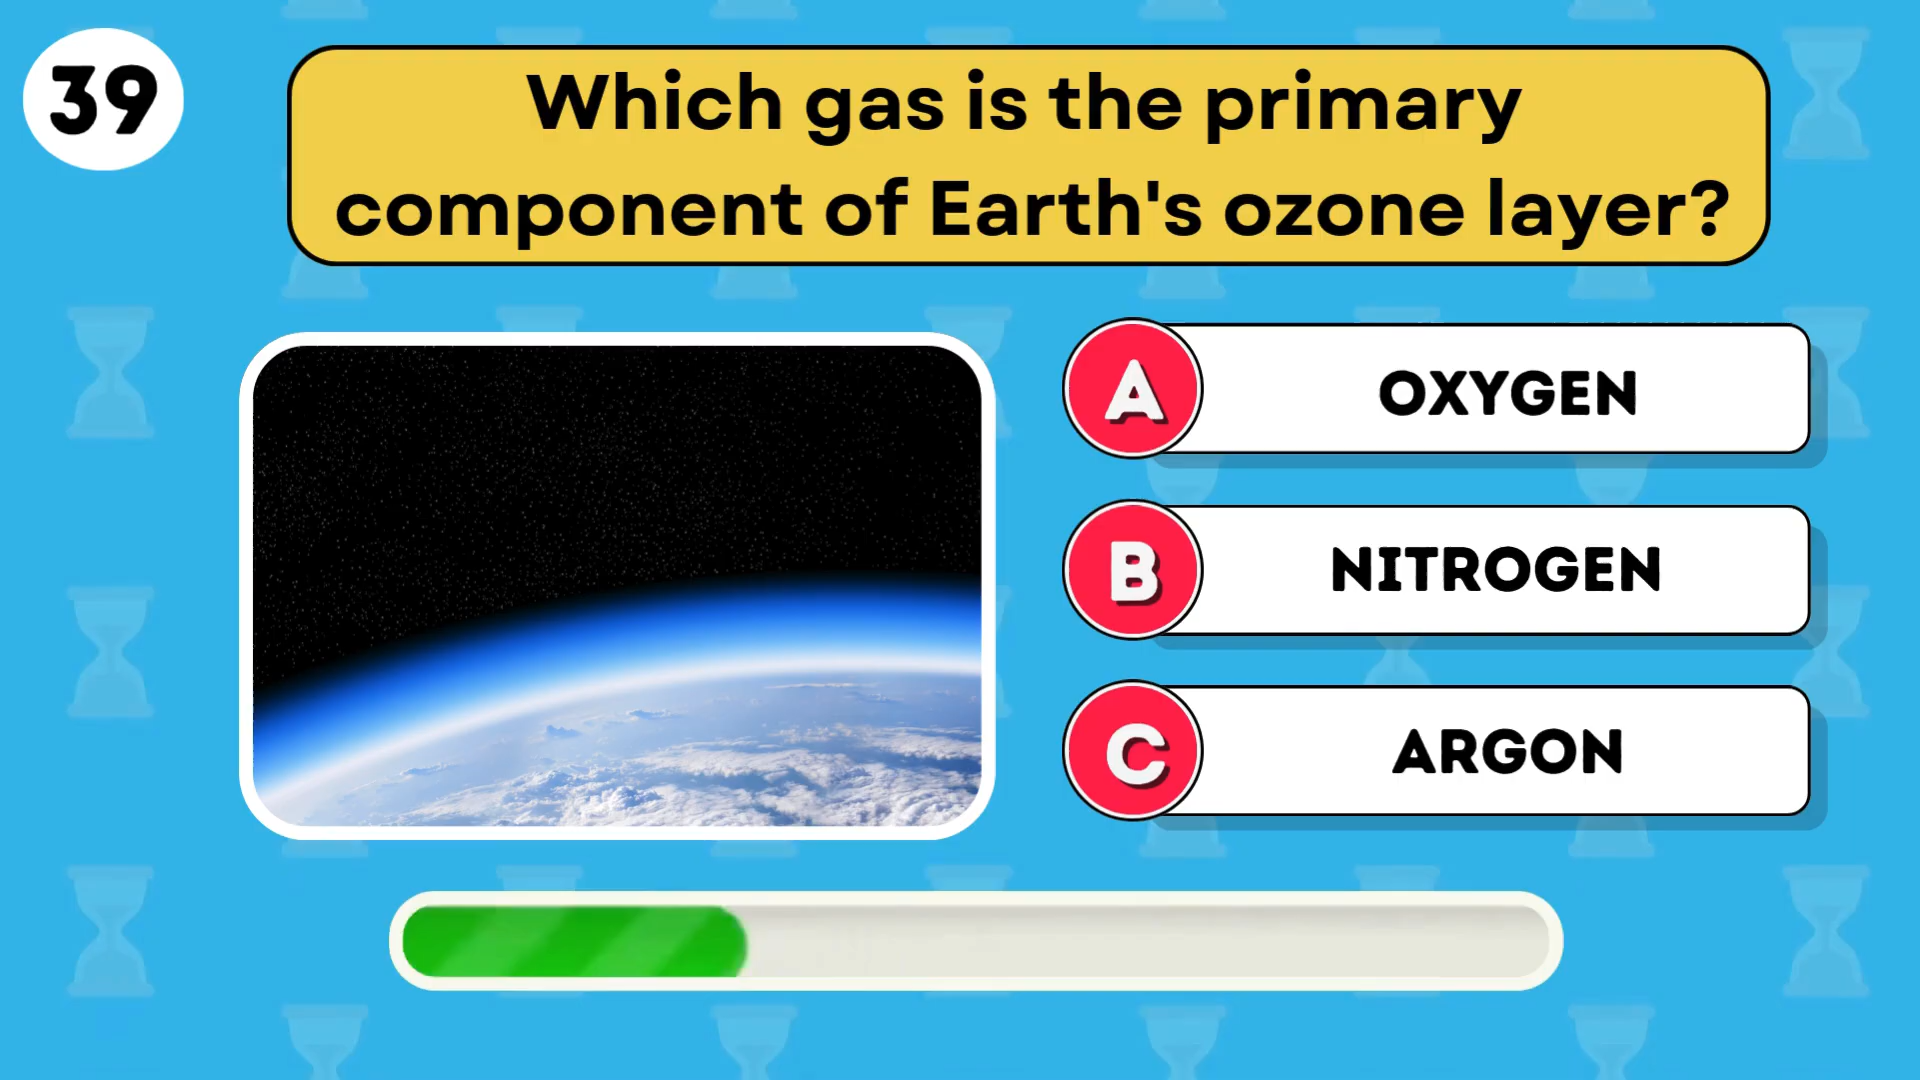 39
Which gas is the primary
component of Earth's ozone layer?
A OXYGEN
B NITROGEN
C ARGON